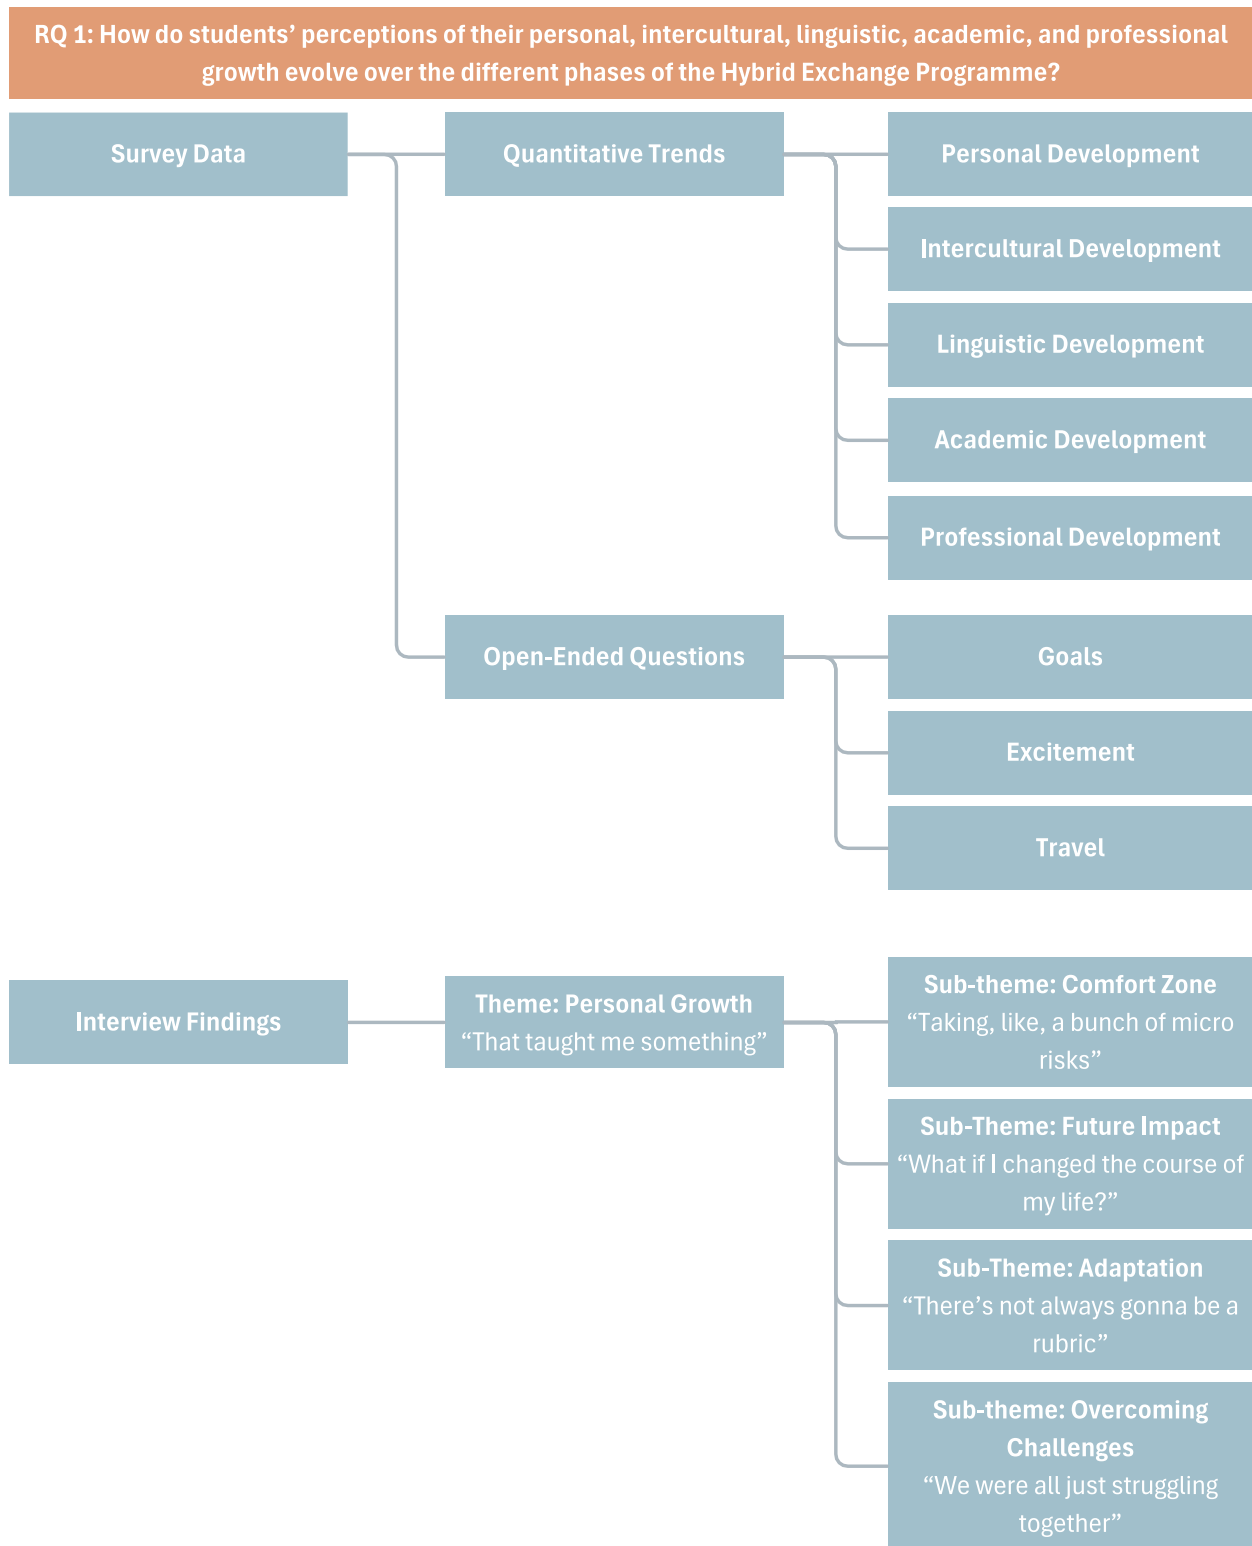 RQ 1: How do students’ perceptions of their personal, intercultural, linguistic, academic, and professional
growth evolve over the different phases of the Hybrid Exchange Programme?
Survey Data
Quantitative Trends
Personal Development
Intercultural Development
Linguistic Development
Academic Development
Professional Development
Open-Ended Questions
Goals
Excitement
Travel
Interview Findings
Theme: Personal Growth
“That taught me something”
Sub-theme: Comfort Zone
“Taking, like, a bunch of micro
risks”
Sub-Theme: Future Impact
“What if I changed the course of
my life?”
Sub-Theme: Adaptation
“There’s not always gonna be a
rubric”
Sub-theme: Overcoming
Challenges
“We were all just struggling
together”